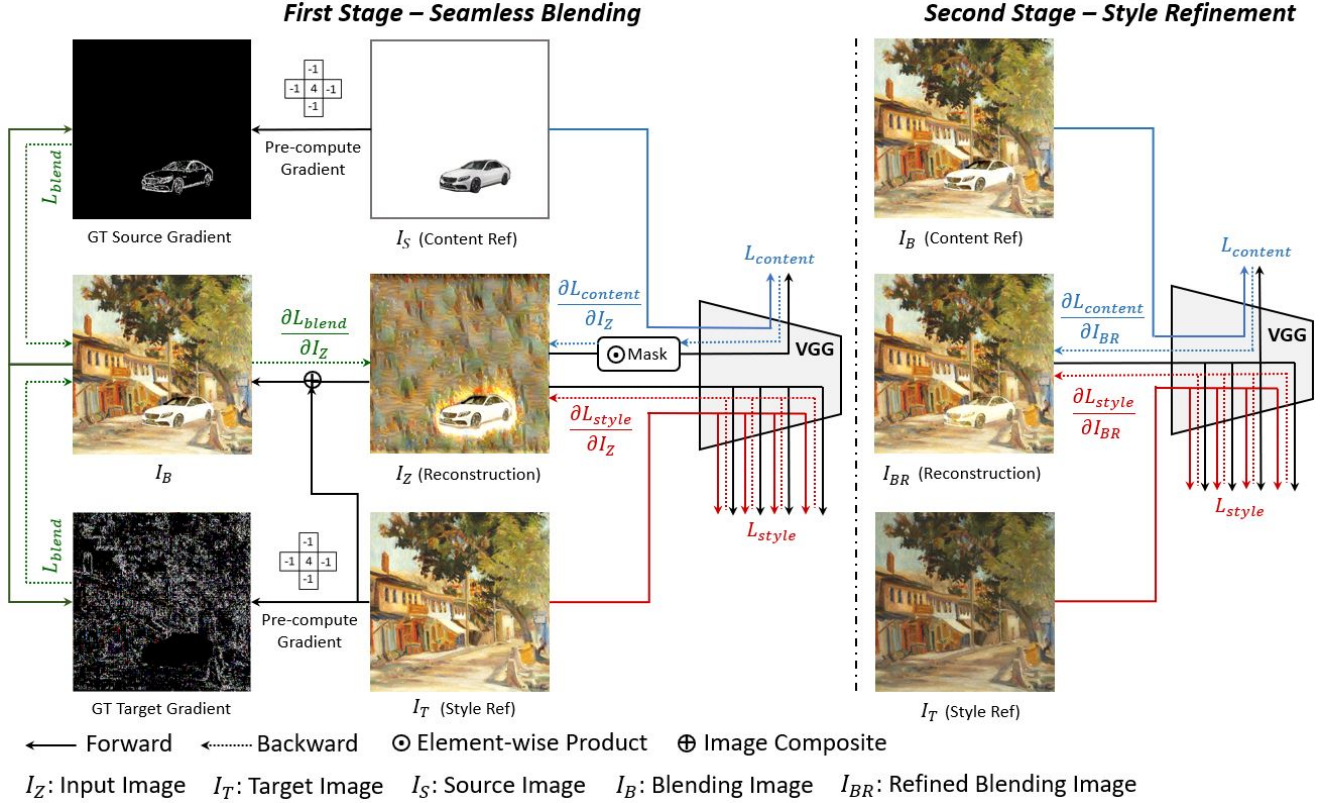 First Stage – Seamless Blending
Second Stage – Style Refinement
-1
-1 4 -1
-1
Pre-compute
Gradient
L_blend
GT Source Gradient
I_S (Content Ref)
I_B (Content Ref)
L_content
L_content
∂L_blend
∂I_Z
∂L_content
∂I_Z
⊙ Mask
VGG
∂L_content
∂I_BR
VGG
∂L_style
∂I_Z
∂L_style
∂I_BR
I_B
I_Z (Reconstruction)
I_BR (Reconstruction)
L_style
L_style
L_blend
-1
-1 4 -1
-1
Pre-compute
Gradient
GT Target Gradient
I_T (Style Ref)
I_T (Style Ref)
Forward Backward ⊙ Element-wise Product ⊕ Image Composite
I_Z: Input Image I_T: Target Image I_S: Source Image I_B: Blending Image I_BR: Refined Blending Image